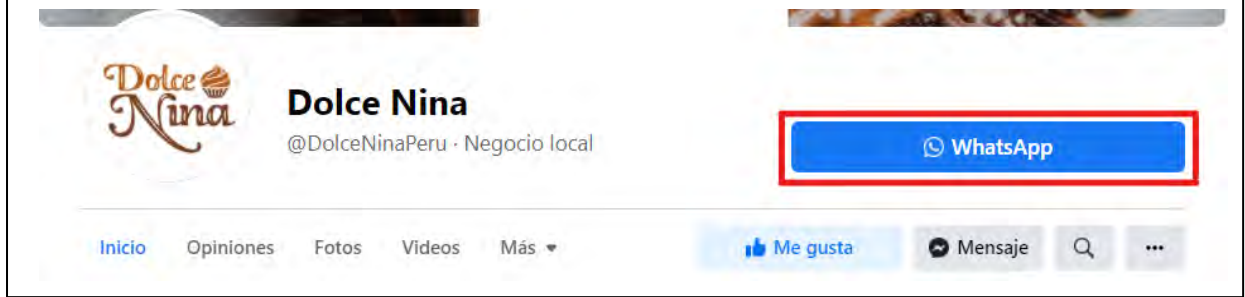 Dolce
Nina
Dolce Nina
@DolceNinaPeru · Negocio local
WhatsApp
Inicio Opiniones Fotos Videos Más
Me gusta Mensaje